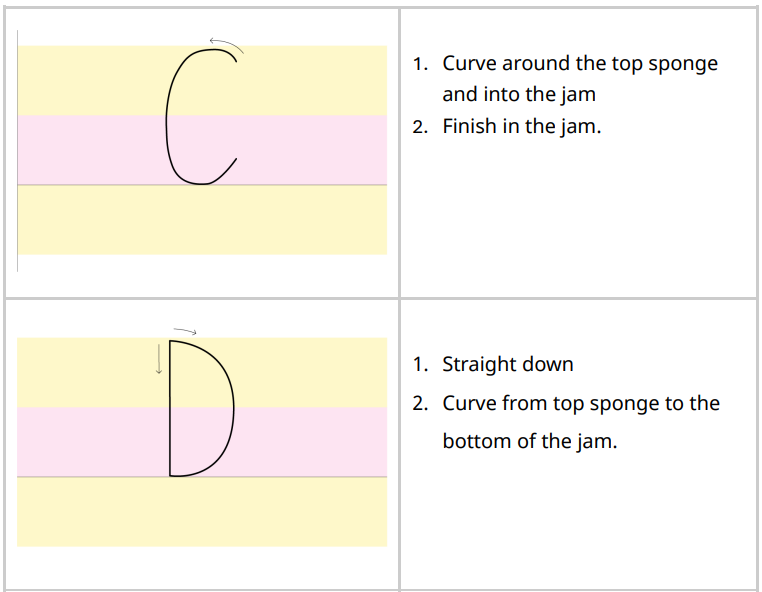 C
1. Curve around the top sponge
and into the jam
2. Finish in the jam.
D
1. Straight down
2. Curve from top sponge to the
bottom of the jam.